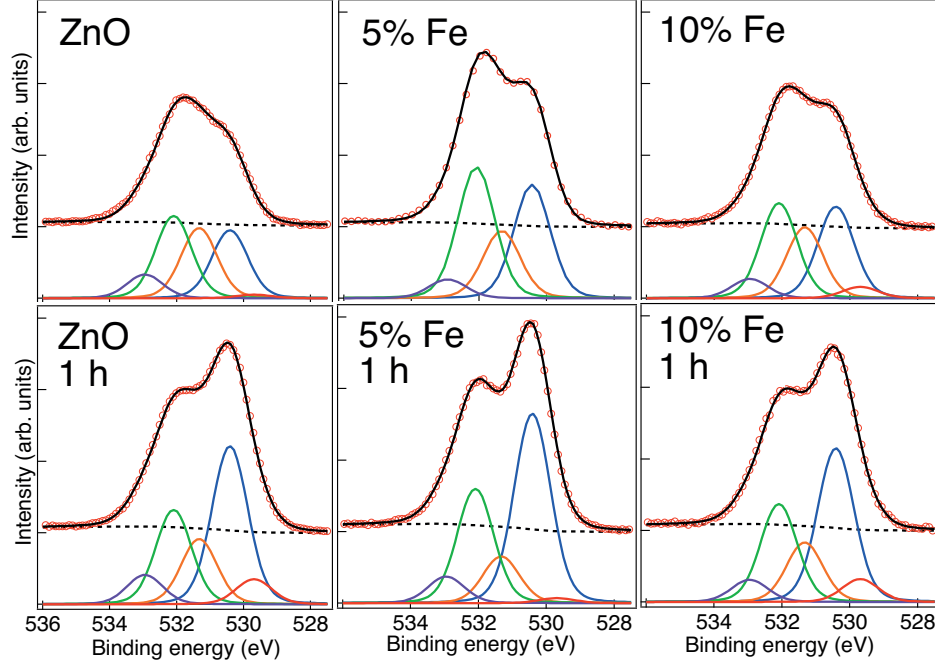 Intensity (arb. units)
ZnO
5% Fe
10% Fe
Intensity (arb. units)
ZnO
1 h
5% Fe
1 h
10% Fe
1 h
536 534 532 530 528
534 532 530 528
534 532 530 528
Binding energy (eV)
Binding energy (eV)
Binding energy (eV)